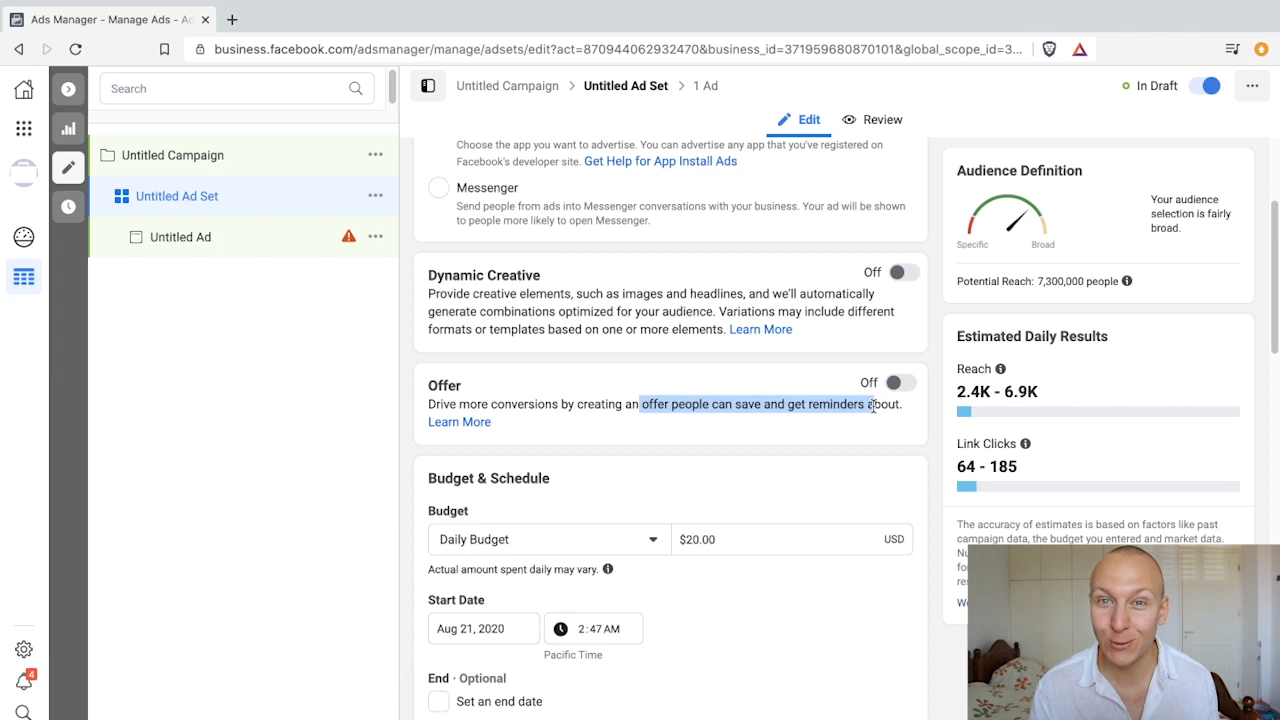 Ads Manager - Manage Ads - Ad
business.facebook.com/adsmanager/manage/adsets/edit?act=870944062932470&business_id=371959680870101&global_scope_id=3...
Search
Untitled Campaign
Untitled Ad Set
Untitled Ad
4
Untitled Campaign > Untitled Ad Set > 1 Ad
In Draft
Edit
Review
Choose the app you want to advertise. You can advertise any app that you've registered on
Facebook's developer site. Get Help for App Install Ads
Messenger
Send people from ads into Messenger conversations with your business. Your ad will be shown
to people more likely to open Messenger.
Dynamic Creative
Off
Provide creative elements, such as images and headlines, and we'll automatically
generate combinations optimized for your audience. Variations may include different
formats or templates based on one or more elements. Learn More
Offer
Off
Drive more conversions by creating an offer people can save and get reminders about.
Learn More
Budget & Schedule
Budget
Daily Budget
$20.00 USD
Actual amount spent daily may vary.
Start Date
Aug 21, 2020
2:47 AM
Pacific Time
End · Optional
Set an end date
Audience Definition
Specific
Broad
Your audience
selection is fairly
broad.
Potential Reach: 7,300,000 people
Estimated Daily Results
Reach
2.4K - 6.9K
Link Clicks
64 - 185
The accuracy of estimates is based on factors like past
campaign data, the budget you entered and market data.